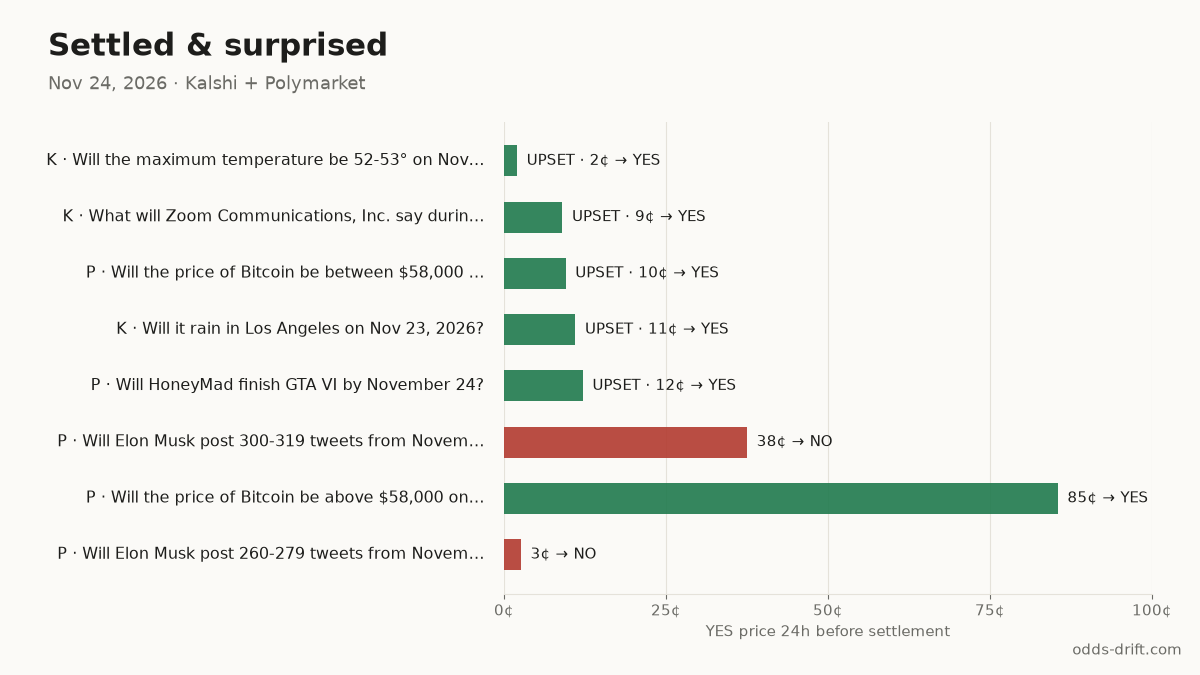 Settled & surprised
Nov 24, 2026 · Kalshi + Polymarket
K · Will the maximum temperature be 52-53° on Nov… UPSET · 2¢ → YES
K · What will Zoom Communications, Inc. say durin… UPSET · 9¢ → YES
P · Will the price of Bitcoin be between $58,000 … UPSET · 10¢ → YES
K · Will it rain in Los Angeles on Nov 23, 2026? UPSET · 11¢ → YES
P · Will HoneyMad finish GTA VI by November 24? UPSET · 12¢ → YES
P · Will Elon Musk post 300-319 tweets from Novem… 38¢ → NO
P · Will the price of Bitcoin be above $58,000 on… 85¢ → YES
P · Will Elon Musk post 260-279 tweets from Novem… 3¢ → NO
0¢ 25¢ 50¢ 75¢ 100¢
YES price 24h before settlement
odds-drift.com